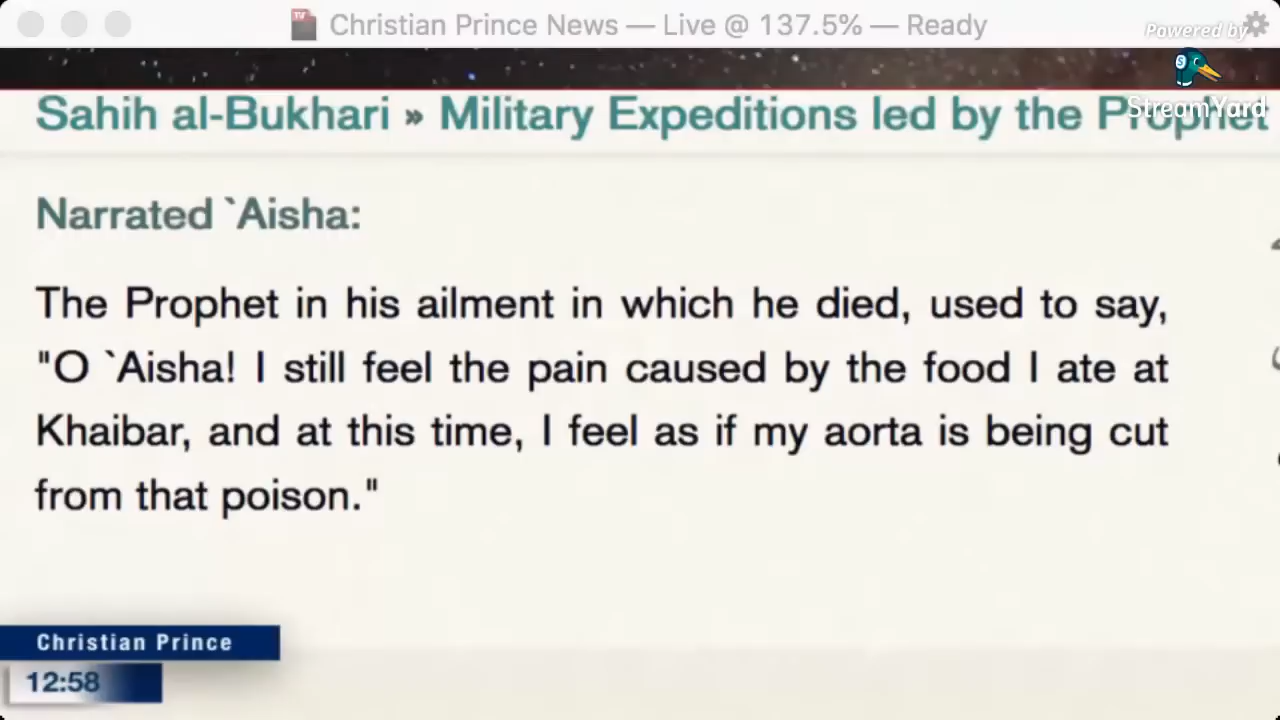 Christian Prince News — Live @ 137.5% — Ready
Powered by
StreamYard
Sahih al-Bukhari » Military Expeditions led by the Prophet
Narrated `Aisha:
The Prophet in his ailment in which he died, used to say,
"O `Aisha! I still feel the pain caused by the food I ate at
Khaibar, and at this time, I feel as if my aorta is being cut
from that poison."
Christian Prince
12:58